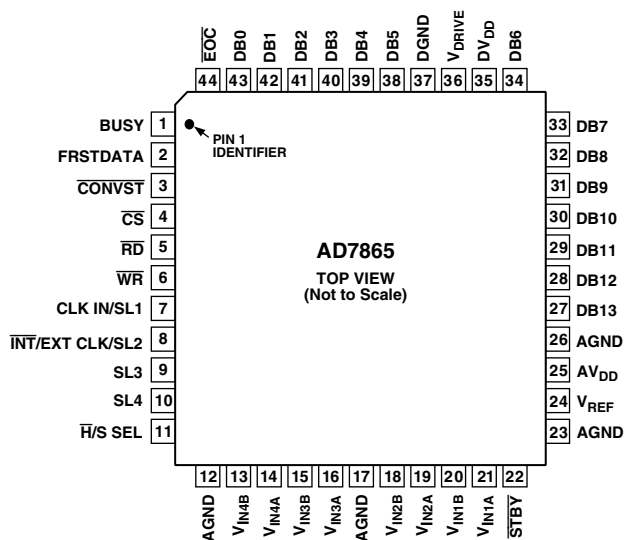 EOC DB0 DB1 DB2 DB3 DB4 DB5 DGND VDRIVE DVDD DB6
44 43 42 41 40 39 38 37 36 35 34
BUSY 1
FRSTDATA 2
CONVST 3
CS 4
RD 5
WR 6
CLK IN/SL1 7
INT/EXT CLK/SL2 8
SL3 9
SL4 10
H/S SEL 11
PIN 1
IDENTIFIER
AD7865
TOP VIEW
(Not to Scale)
33 DB7
32 DB8
31 DB9
30 DB10
29 DB11
28 DB12
27 DB13
26 AGND
25 AVDD
24 VREF
23 AGND
12 13 14 15 16 17 18 19 20 21 22
AGND VIN4B VIN4A VIN3B VIN3A AGND VIN2B VIN2A VIN1B VIN1A STBY